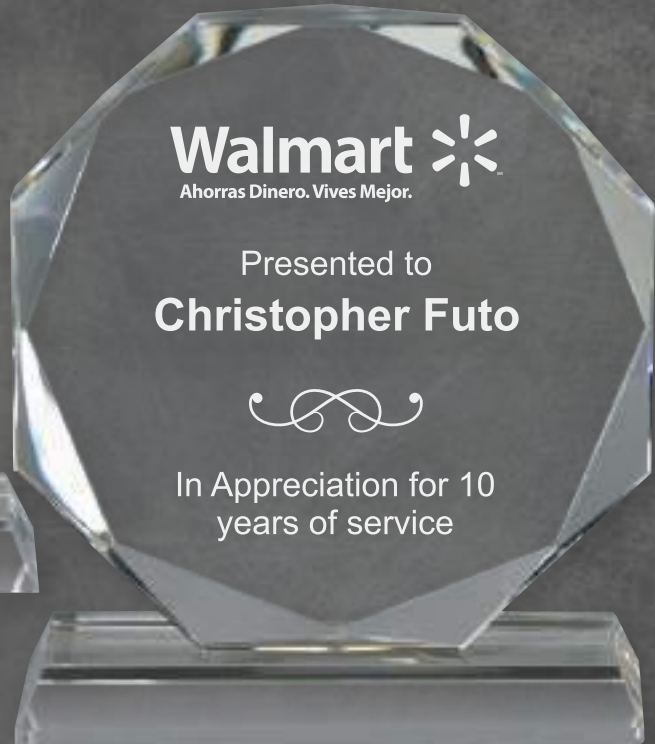 Walmart
Ahorras Dinero. Vives Mejor.
Presented to
Christopher Futo
In Appreciation for 10
years of service